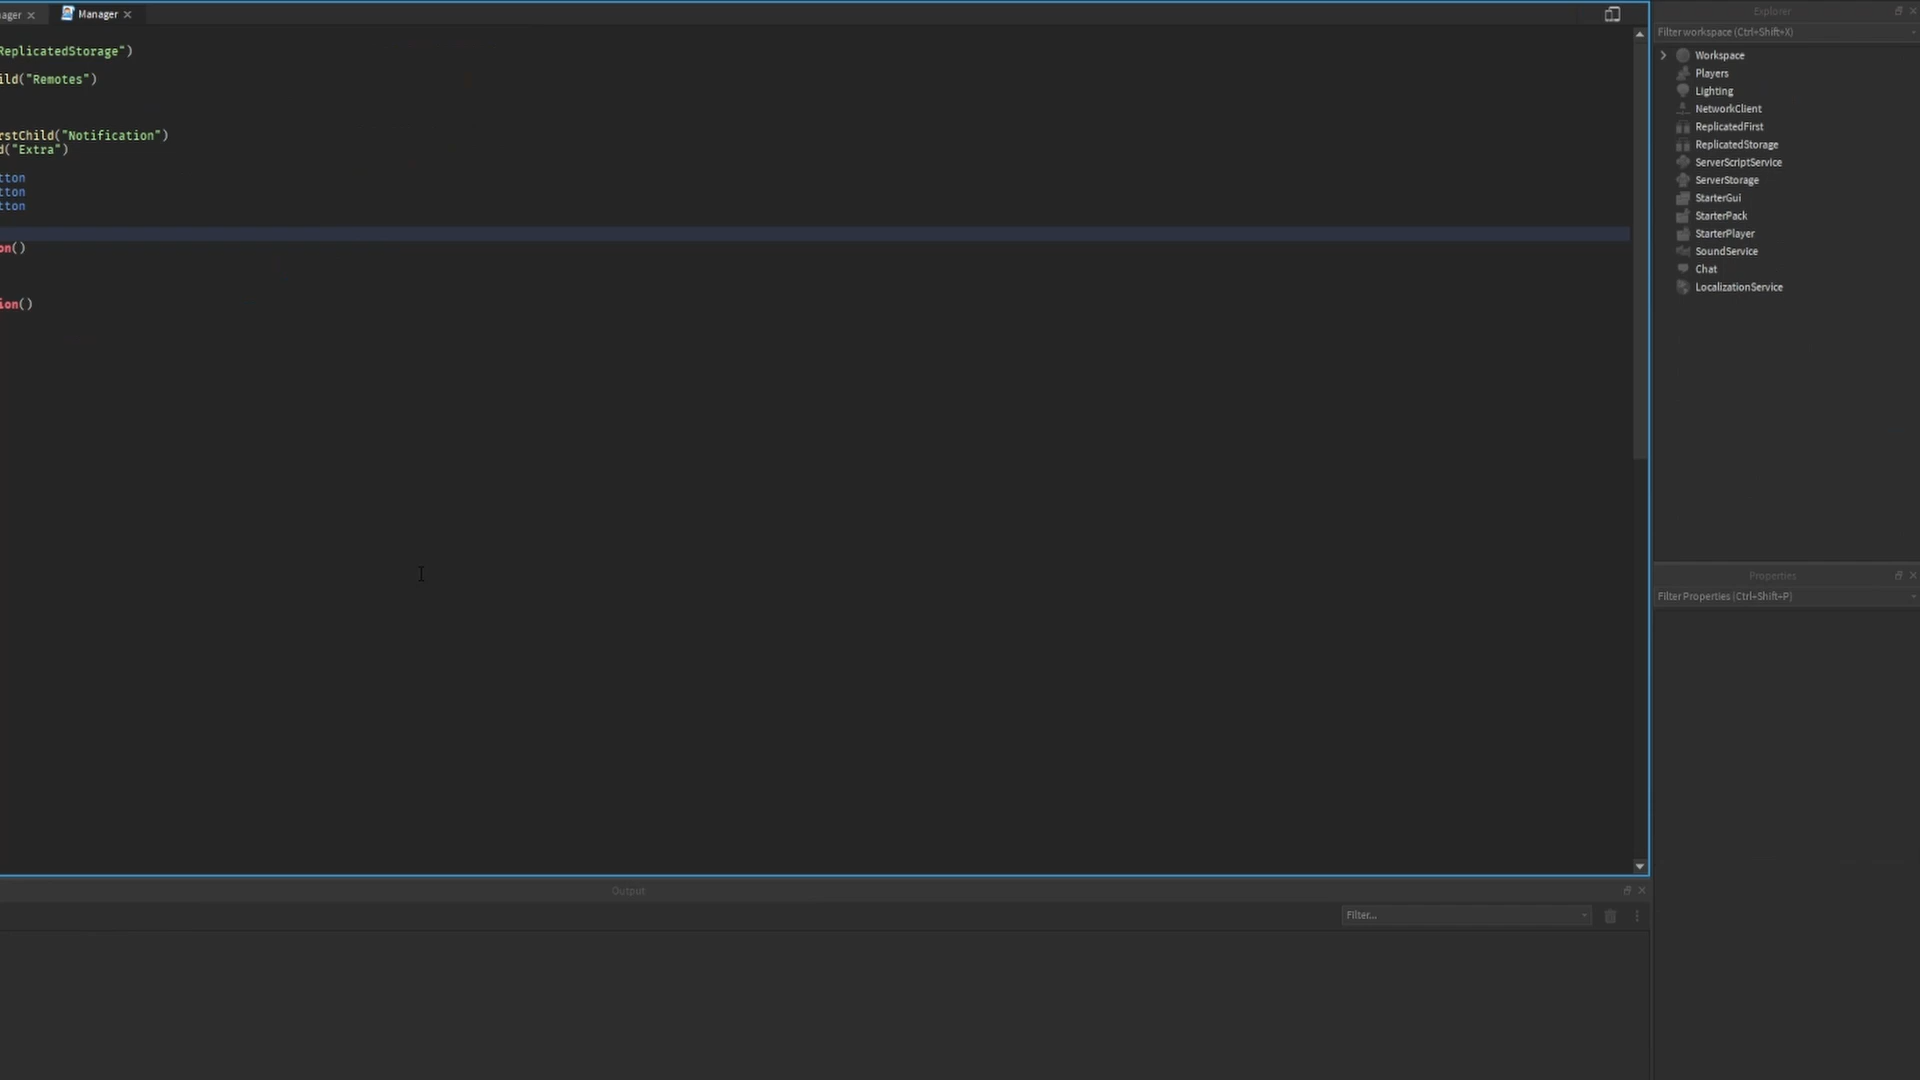 ager
Manager
ReplicatedStorage")
ild("Remotes")
rstChild("Notification")
d("Extra")
tton
tton
tton
on()
ion()
Output
Filter...
Explorer
Filter workspace (Ctrl+Shift+X)
Workspace
Players
Lighting
NetworkClient
ReplicatedFirst
ReplicatedStorage
ServerScriptService
ServerStorage
StarterGui
StarterPack
StarterPlayer
SoundService
Chat
LocalizationService
Properties
Filter Properties (Ctrl+Shift+P)